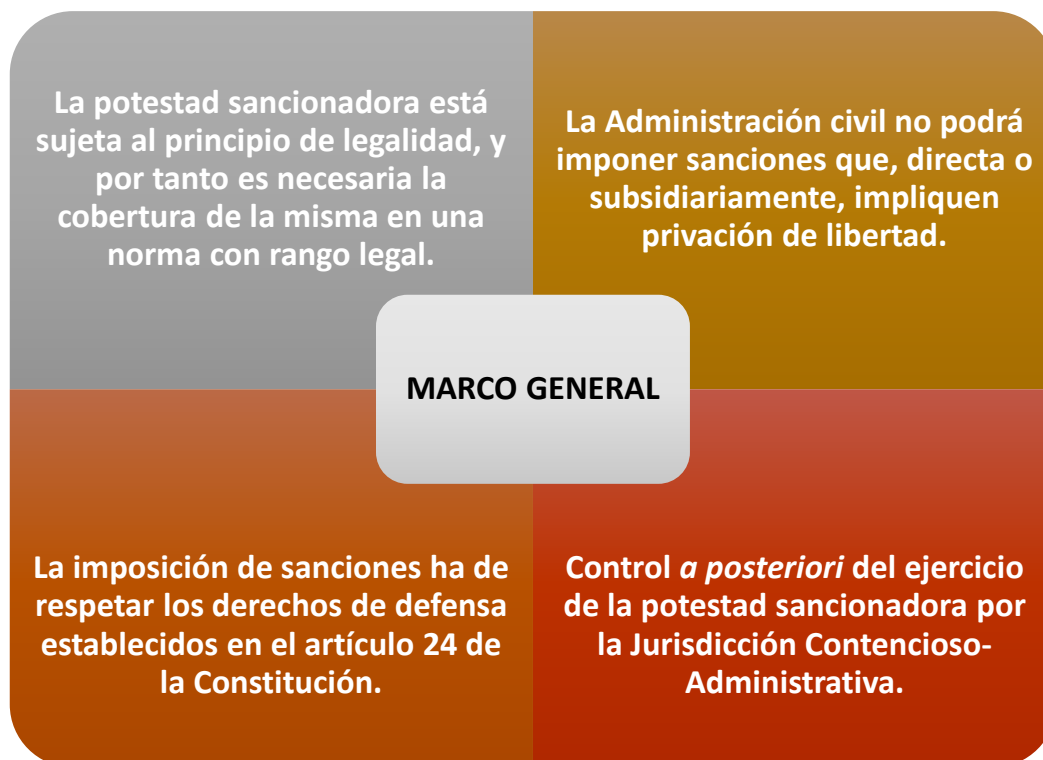 La potestad sancionadora está
sujeta al principio de legalidad, y
por tanto es necesaria la
cobertura de la misma en una
norma con rango legal.
La Administración civil no podrá
imponer sanciones que, directa o
subsidiariamente, impliquen
privación de libertad.
MARCO GENERAL
La imposición de sanciones ha de
respetar los derechos de defensa
establecidos en el artículo 24 de
la Constitución.
Control a posteriori del ejercicio
de la potestad sancionadora por
la Jurisdicción Contencioso-
Administrativa.